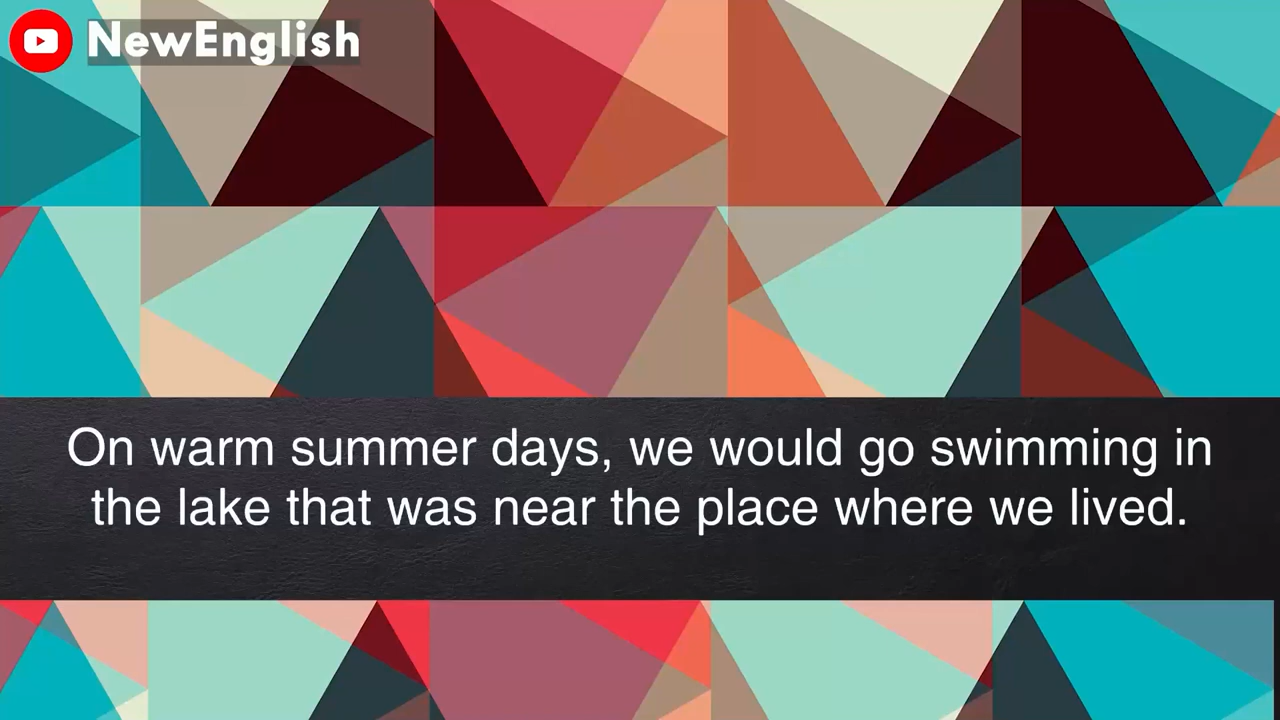 NewEnglish
On warm summer days, we would go swimming in
the lake that was near the place where we lived.